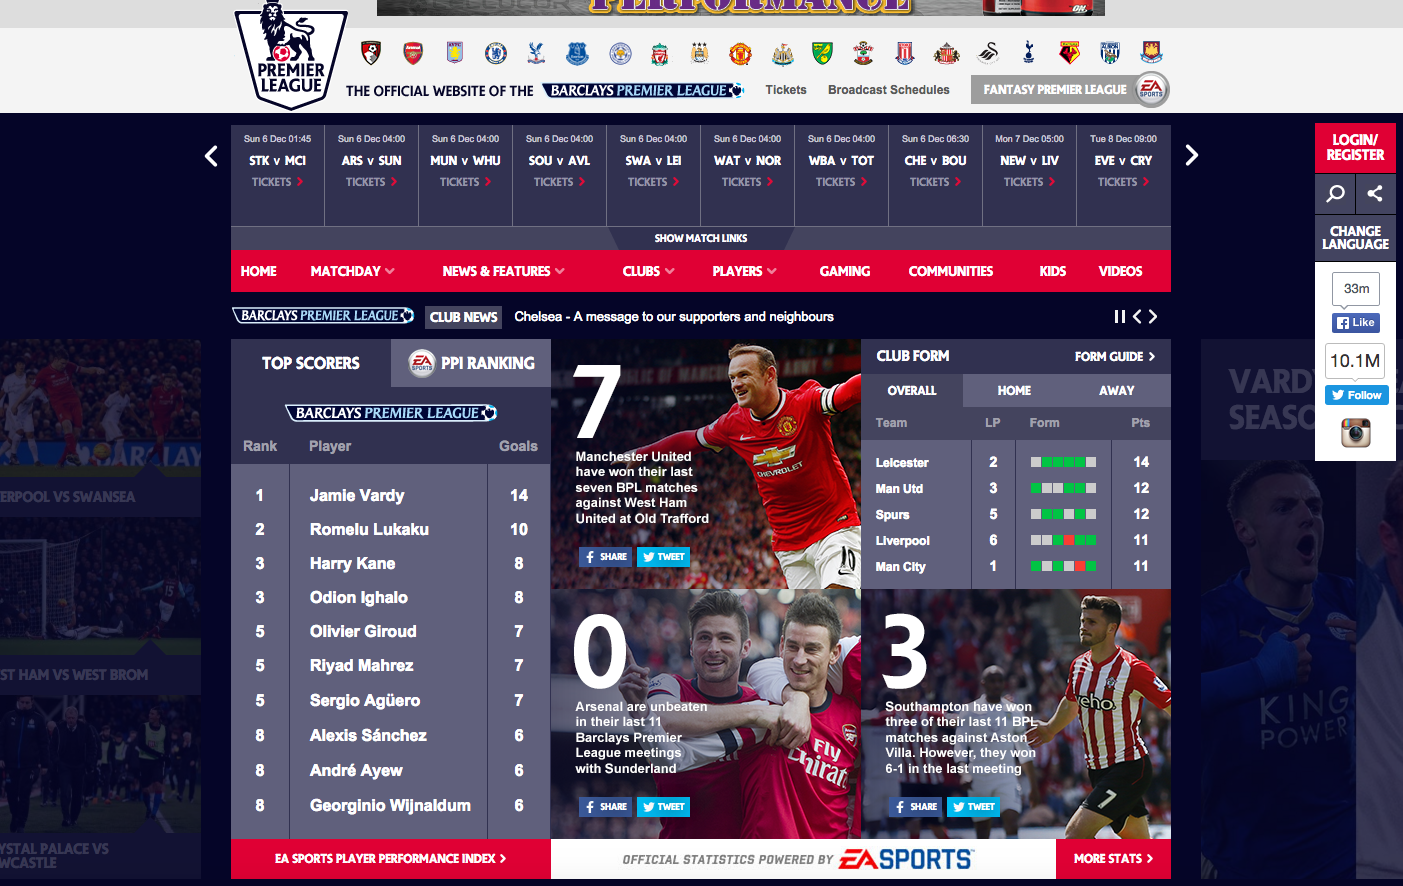 PERFORMANCE
PREMIER
LEAGUE
THE OFFICIAL WEBSITE OF THE BARCLAYS PREMIER LEAGUE
Tickets
Broadcast Schedules
FANTASY PREMIER LEAGUE
EA SPORTS
Sun 6 Dec 01:45
STK v MCI
TICKETS
Sun 6 Dec 04:00
ARS v SUN
TICKETS
Sun 6 Dec 04:00
MUN v WHU
TICKETS
Sun 6 Dec 04:00
SOU v AVL
TICKETS
Sun 6 Dec 04:00
SWA v LEI
TICKETS
Sun 6 Dec 04:00
WAT v NOR
TICKETS
Sun 6 Dec 04:00
WBA v TOT
TICKETS
Sun 6 Dec 06:30
CHE v BOU
TICKETS
Mon 7 Dec 05:00
NEW v LIV
TICKETS
Tue 8 Dec 09:00
EVE v CRY
TICKETS
SHOW MATCH LINKS
LOGIN/
REGISTER
CHANGE
LANGUAGE
33m
Like
10.1M
Follow
HOME
MATCHDAY
NEWS & FEATURES
CLUBS
PLAYERS
GAMING
COMMUNITIES
KIDS
VIDEOS
BARCLAYS PREMIER LEAGUE
CLUB NEWS
Chelsea - A message to our supporters and neighbours
TOP SCORERS
EA SPORTS PPI RANKING
BARCLAYS PREMIER LEAGUE
Rank Player Goals
1 Jamie Vardy 14
2 Romelu Lukaku 10
3 Harry Kane 8
3 Odion Ighalo 8
5 Olivier Giroud 7
5 Riyad Mahrez 7
5 Sergio Agüero 7
8 Alexis Sánchez 6
8 André Ayew 6
8 Georginio Wijnaldum 6
EA SPORTS PLAYER PERFORMANCE INDEX
7
Manchester United
have won their last
seven BPL matches
against West Ham
United at Old Trafford
SHARE
TWEET
CHEVROLET
10
CLUB FORM
FORM GUIDE
OVERALL
HOME
AWAY
Team LP Form Pts
Leicester 2 14
Man Utd 3 12
Spurs 5 12
Liverpool 6 11
Man City 1 11
0
Arsenal are unbeaten
in their last 11
Barclays Premier
League meetings
with Sunderland
SHARE
TWEET
Fly
Emirates
3
Southampton have won
three of their last 11 BPL
matches against Aston
Villa. However, they won
6-1 in the last meeting
SHARE
TWEET
veho
7
OFFICIAL STATISTICS POWERED BY EA SPORTS
MORE STATS
BARCLAY
ERPOOL VS SWANSEA
ST HAM VS WEST BROM
YSTAL PALACE VS
WCASTLE
VARDY
SEASO
KING
POWER